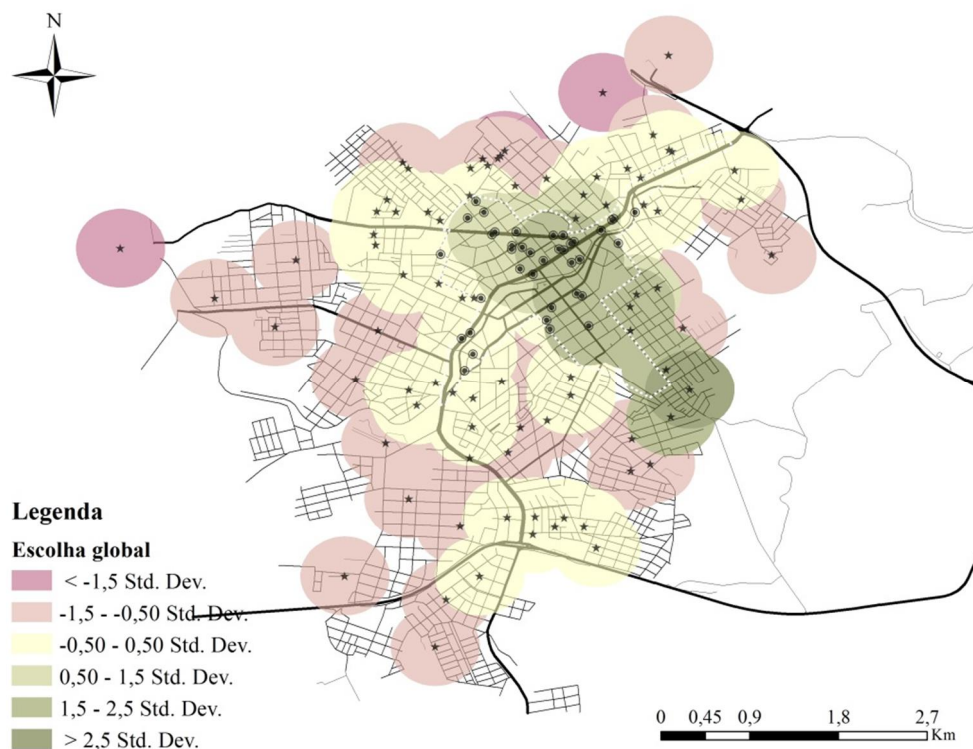 N
Legenda
Escolha global
< -1,5 Std. Dev.
-1,5 - -0,50 Std. Dev.
-0,50 - 0,50 Std. Dev.
0,50 - 1,5 Std. Dev.
1,5 - 2,5 Std. Dev.
> 2,5 Std. Dev.
0 0,45 0,9 1,8 2,7
Km